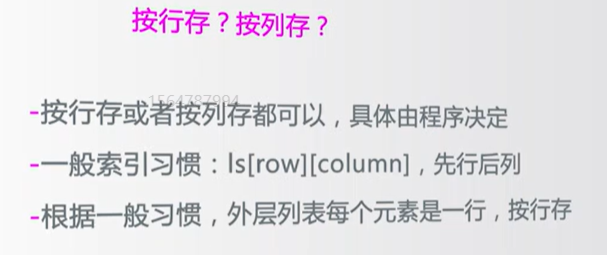 按行存？按列存？
1564787994
-按行存或者按列存都可以，具体由程序决定
-一般索引习惯：ls[row][column]，先行后列
-根据一般习惯，外层列表每个元素是一行，按行存